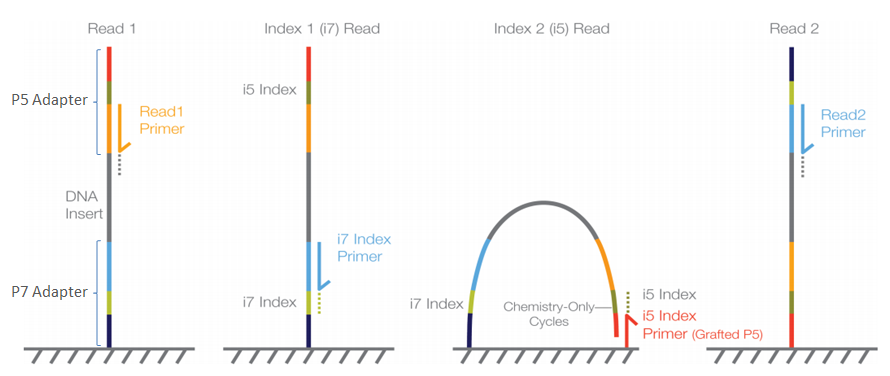 Read 1
Index 1 (i7) Read
Index 2 (i5) Read
Read 2
P5 Adapter
Read1
Primer
DNA
Insert
P7 Adapter
i5 Index
i7 Index
Primer
i7 Index
i7 Index
Chemistry-Only
Cycles
i5 Index
i5 Index
Primer (Grafted P5)
Read2
Primer